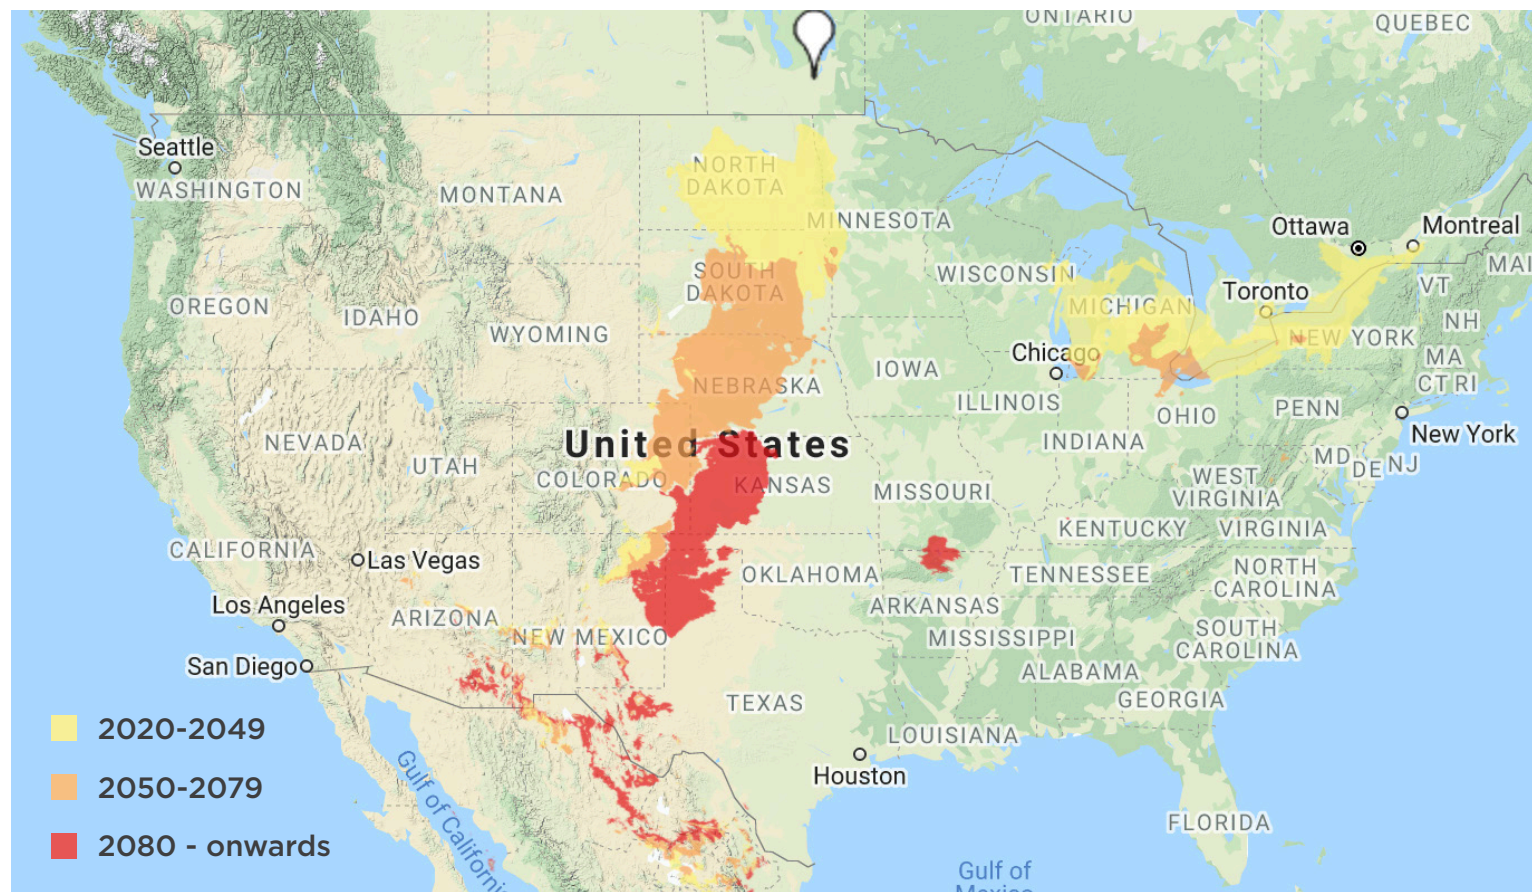 ONTARIO
QUEBEC
Seattle
WASHINGTON
MONTANA
NORTH
DAKOTA
MINNESOTA
Ottawa
Montreal
MAI
OREGON
IDAHO
WYOMING
SOUTH
DAKOTA
WISCONSIN
MICHIGAN
Toronto
VT
NH
NEW YORK
MA
CT RI
IOWA
Chicago
NEBRASKA
ILLINOIS
INDIANA
OHIO
PENN
New York
NEVADA
UTAH
United States
COLORADO
KANSAS
MISSOURI
WEST
VIRGINIA
MD
DE
NJ
KENTUCKY
VIRGINIA
CALIFORNIA
Las Vegas
OKLAHOMA
TENNESSEE
NORTH
CAROLINA
Los Angeles
ARIZONA
NEW MEXICO
ARKANSAS
MISSISSIPPI
SOUTH
CAROLINA
San Diego
TEXAS
ALABAMA
GEORGIA
LOUISIANA
Houston
FLORIDA
Gulf of Californi
Gulf of
Mexico
2020-2049
2050-2079
2080 - onwards